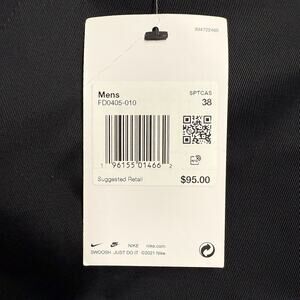 Mens
FD0405-010
SPTCAS
38
1 96155 01466 2
Suggested Retail
$95.00
NIKE Nike.com
SWOOSH JUST DO IT ©2021 Nike